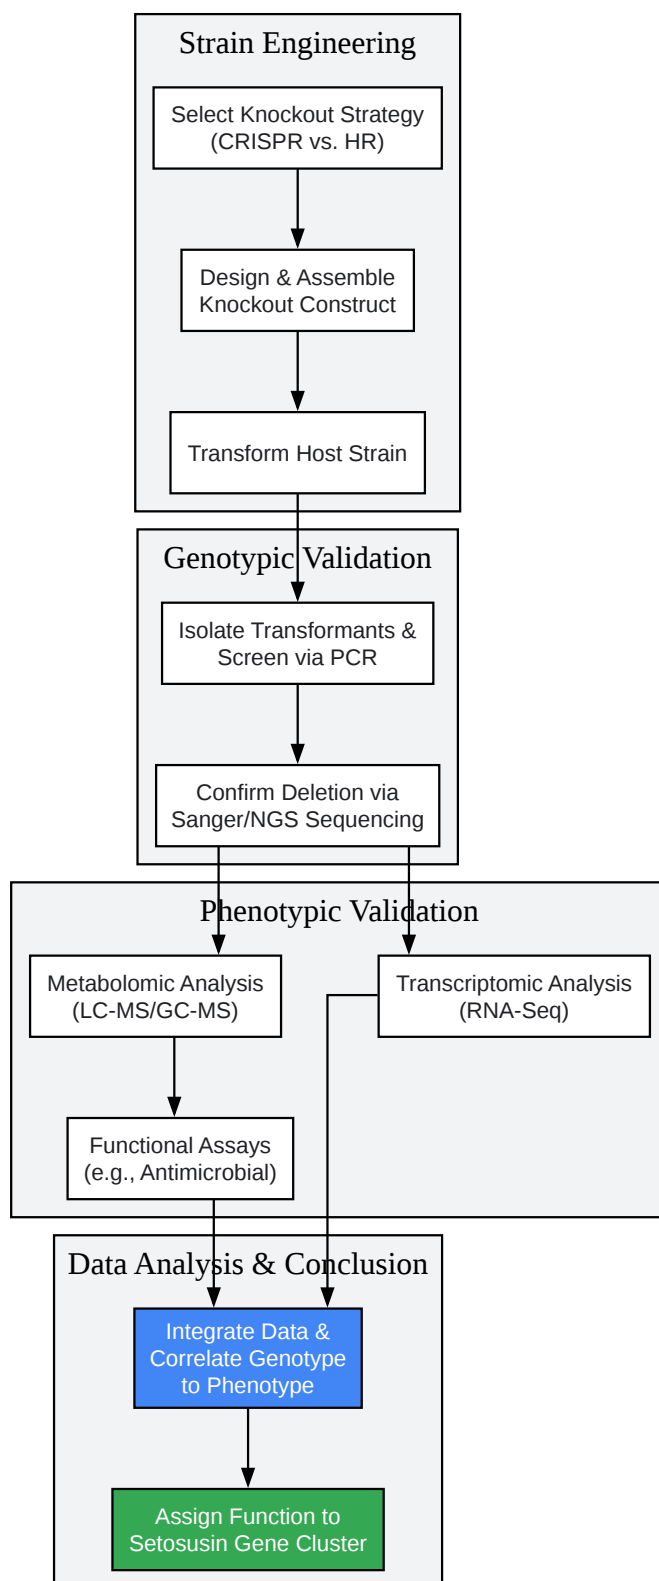 Strain Engineering
Select Knockout Strategy
(CRISPR vs. HR)
Design & Assemble
Knockout Construct
Transform Host Strain
Genotypic Validation
Isolate Transformants &
Screen via PCR
Confirm Deletion via
Sanger/NGS Sequencing
Phenotypic Validation
Metabolomic Analysis
(LC-MS/GC-MS)
Transcriptomic Analysis
(RNA-Seq)
Functional Assays
(e.g., Antimicrobial)
Data Analysis & Conclusion
Integrate Data &
Correlate Genotype
to Phenotype
Assign Function to
Setosusin Gene Cluster